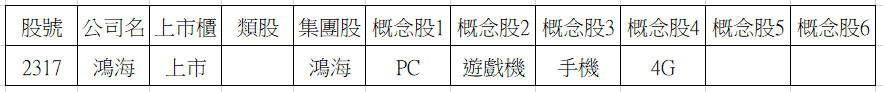 股號 公司名 上市櫃 類股 集團股 概念股1 概念股2 概念股3 概念股4 概念股5 概念股6
2317 鴻海 上市 鴻海 PC 遊戲機 手機 4G